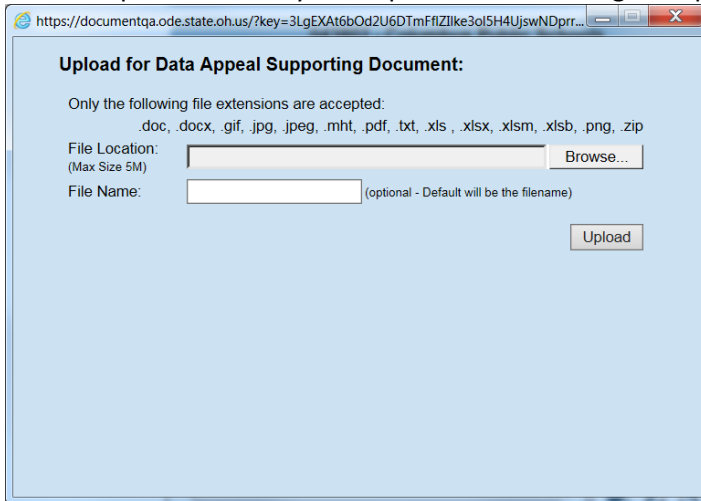 https://documentqa.ode.state.oh.us/?key=3LgEXAt6bOd2U6DTmFflZIlke3ol5H4UjswNDprr...
Upload for Data Appeal Supporting Document:
Only the following file extensions are accepted:
.doc, .docx, .gif, .jpg, .jpeg, .mht, .pdf, .txt, .xls , .xlsx, .xlsm, .xlsb, .png, .zip
File Location:
(Max Size 5M)
Browse...
File Name:
(optional - Default will be the filename)
Upload